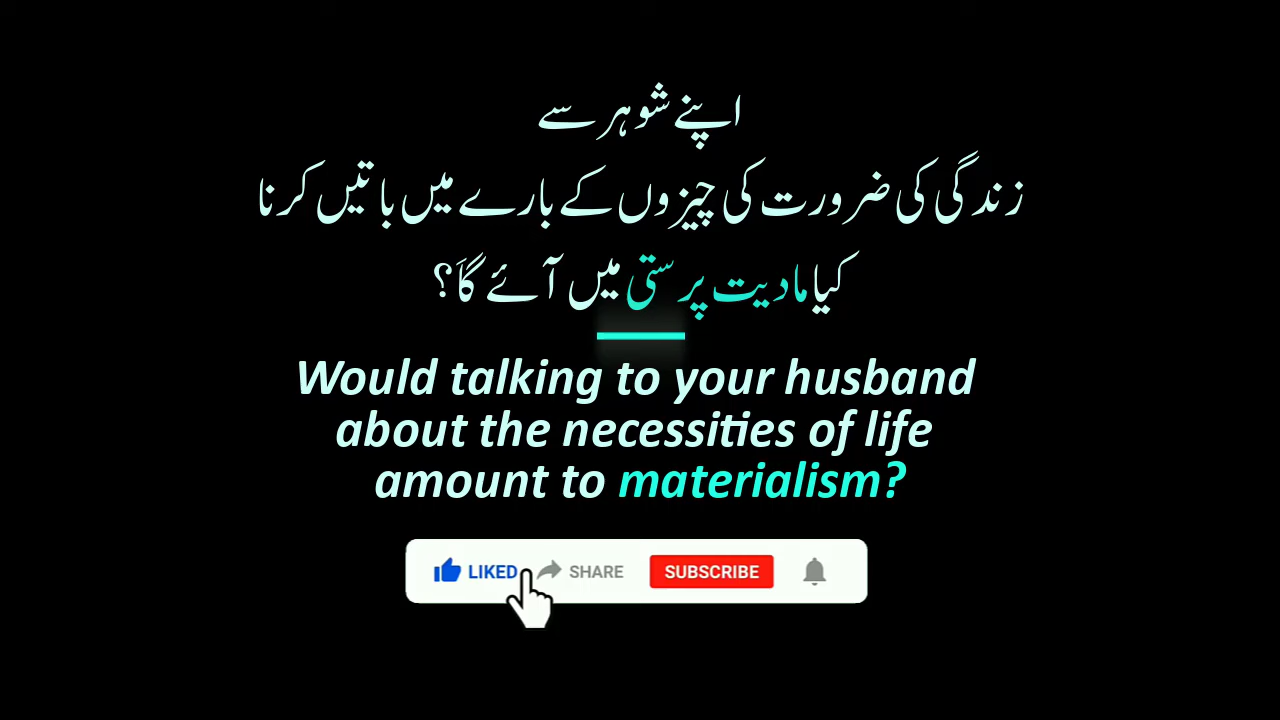 اپنے شوہر سے
زندگی کی ضرورت کی چیزوں کے بارے میں باتیں کرنا
کیا مادیت پرستی میں آئے گا؟
Would talking to your husband
about the necessities of life
amount to materialism?
LIKED SHARE SUBSCRIBE